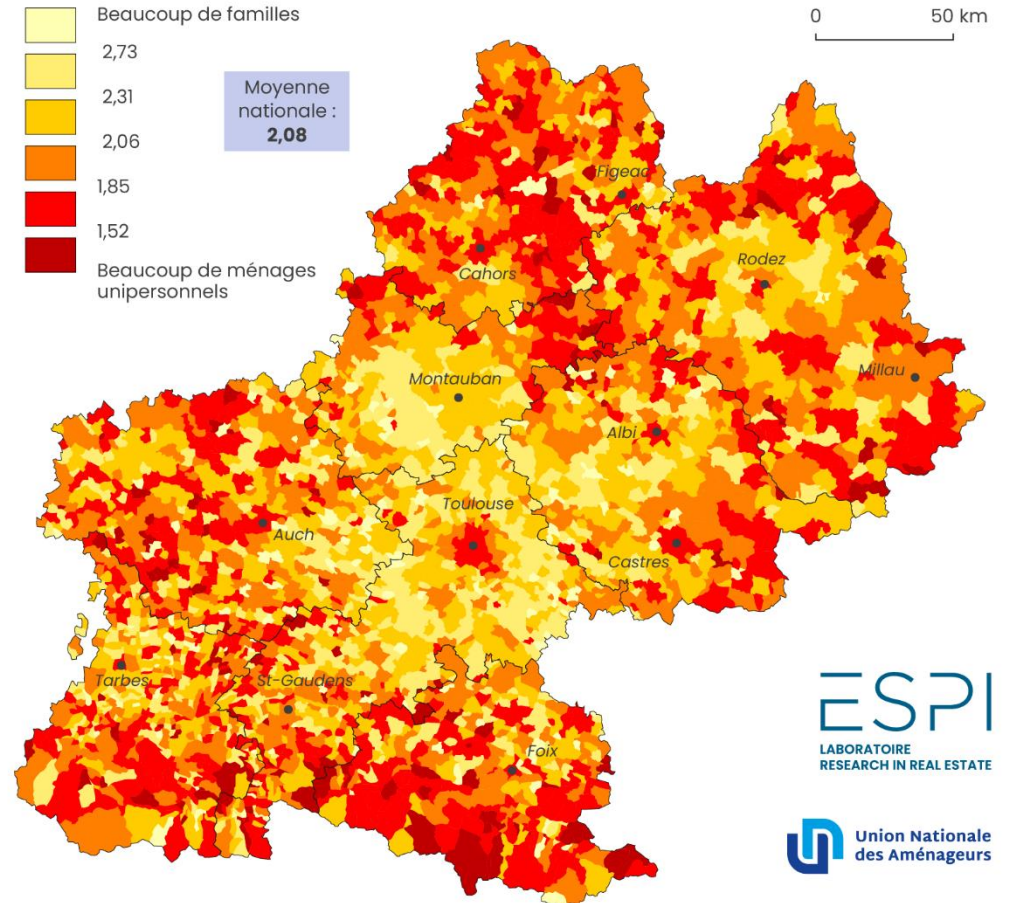 Beaucoup de familles
2,73
2,31
2,06
1,85
1,52
Beaucoup de ménages
unipersonnels
Moyenne
nationale :
2,08
0 50 km
Figeac
Cahors
Rodez
Millau
Montauban
Albi
Toulouse
Auch
Castres
Tarbes
St-Gaudens
Foix
ESPI
LABORATOIRE
RESEARCH IN REAL ESTATE
Union Nationale
des Aménageurs